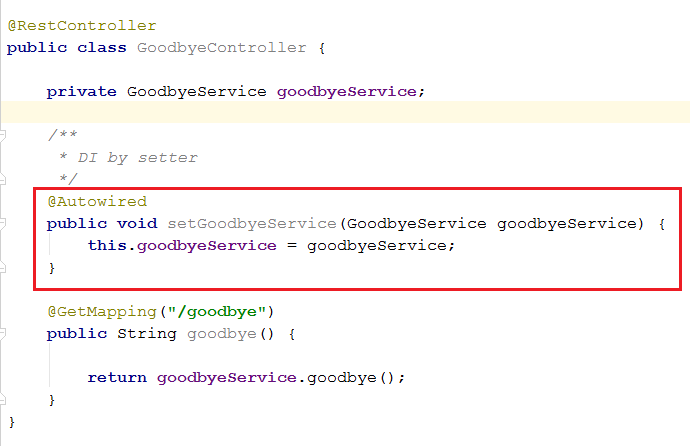 @RestController
public class GoodbyeController {
private GoodbyeService goodbyeService;
/**
* DI by setter
*/
@Autowired
public void setGoodbyeService(GoodbyeService goodbyeService) {
this.goodbyeService = goodbyeService;
}
@GetMapping("/goodbye")
public String goodbye() {
return goodbyeService.goodbye();
}
}